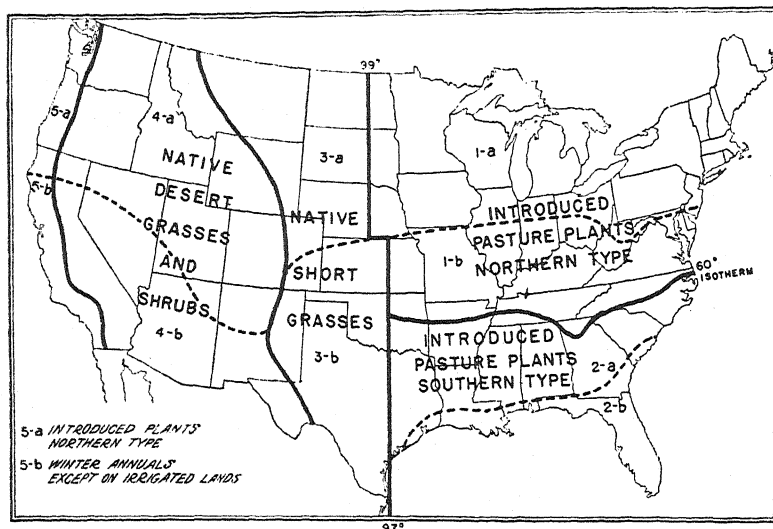 99°
5-a
4-a
1-a
NATIVE
3-a
5-b
DESERT
NATIVE
INTRODUCED
GRASSES
PASTURE PLANTS
1-b
NORTHERN TYPE
AND
SHORT
60°
ISOTHERM
SHRUBS
GRASSES
4-b
3-b
INTRODUCED
PASTURE PLANTS
SOUTHERN TYPE
2-a
2-b
5-a INTRODUCED PLANTS
NORTHERN TYPE
5-b WINTER ANNUALS
EXCEPT ON IRRIGATED LANDS
97°